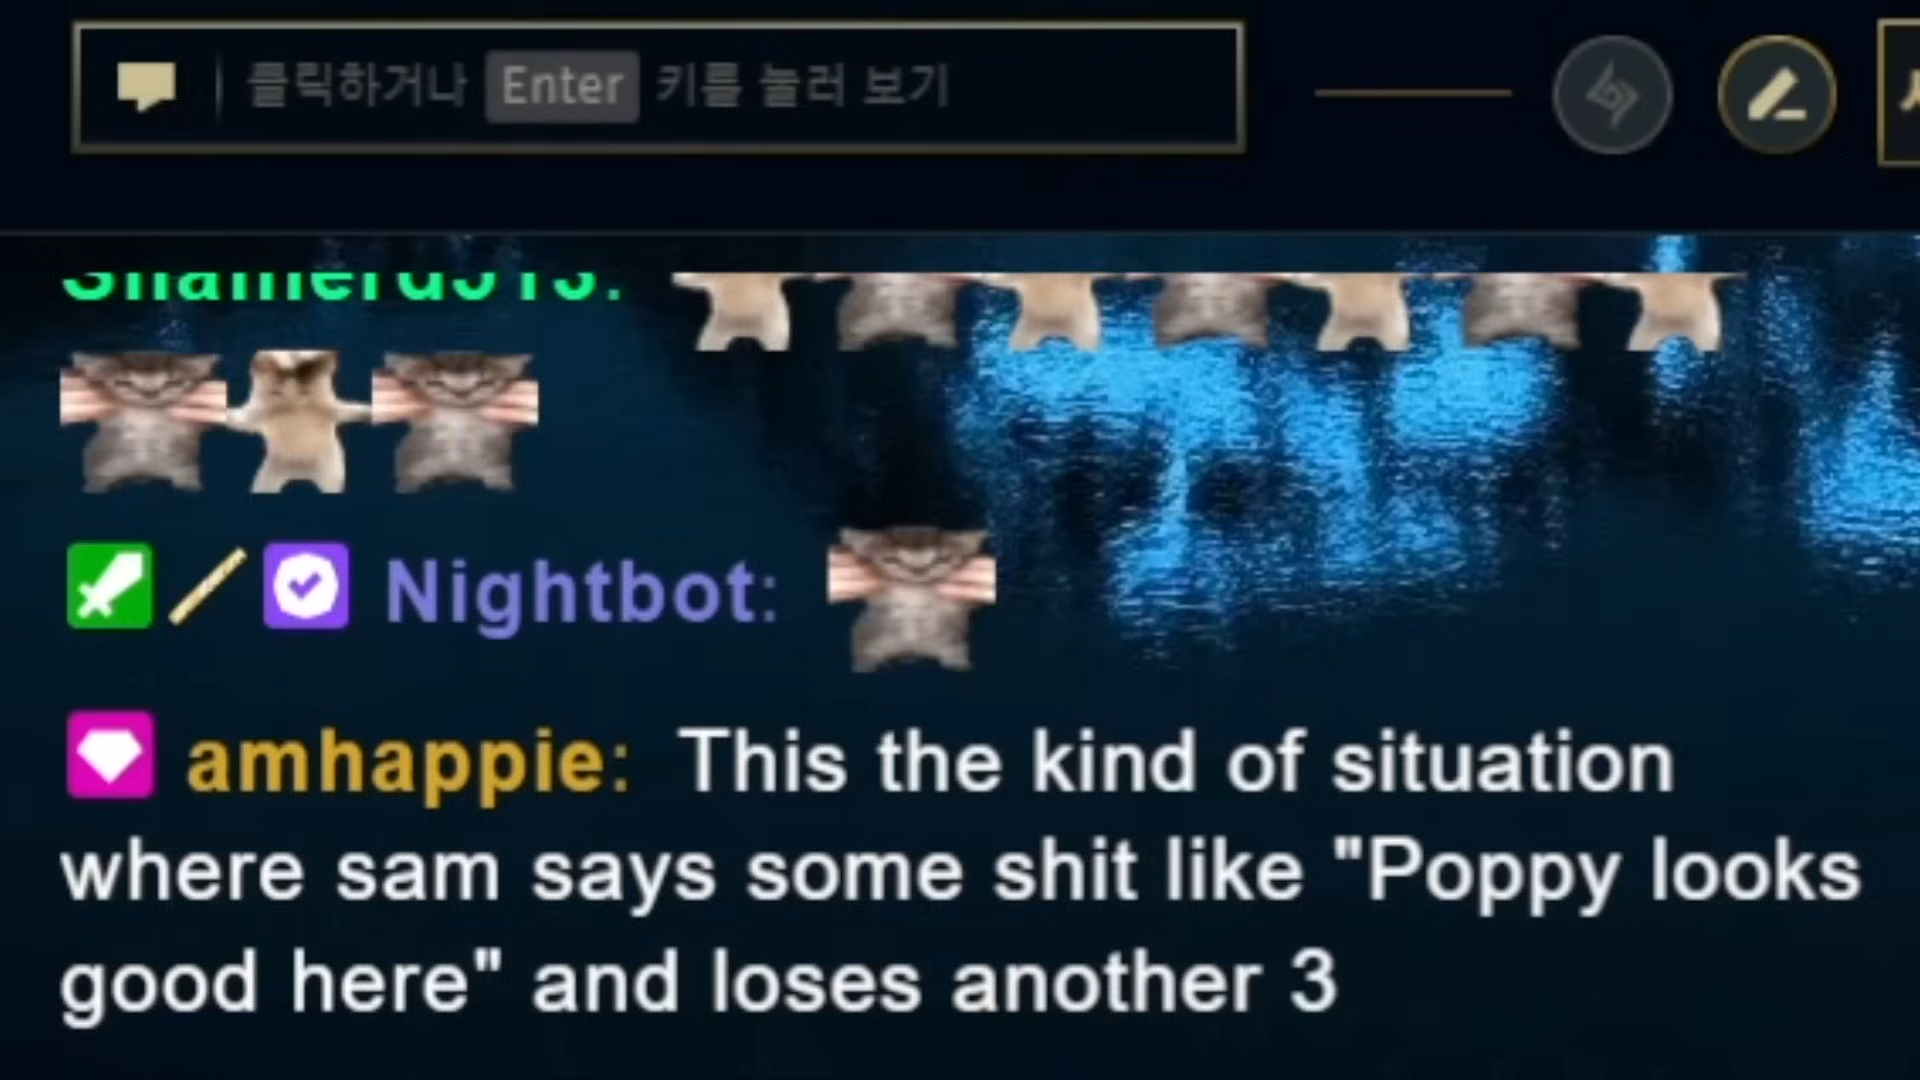 클릭하거나 Enter 키를 눌러 보기
Nightbot:
amhappie: This the kind of situation
where sam says some shit like "Poppy looks
good here" and loses another 3